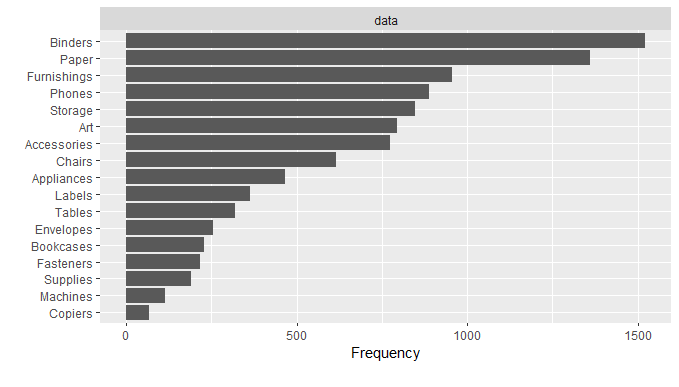 data
Binders
Paper
Furnishings
Phones
Storage
Art
Accessories
Chairs
Appliances
Labels
Tables
Envelopes
Bookcases
Fasteners
Supplies
Machines
Copiers
0 500 1000 1500
Frequency